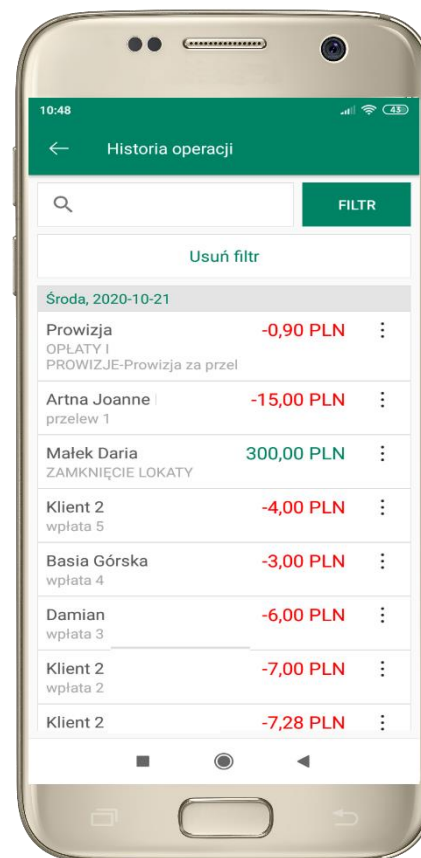 10:48
43
Historia operacji
FILTR
Usuń filtr
Środa, 2020-10-21
Prowizja -0,90 PLN
OPŁATY I
PROWIZJE-Prowizja za przel
Artna Joanne -15,00 PLN
przelew 1
Małek Daria 300,00 PLN
ZAMKNIĘCIE LOKATY
Klient 2 -4,00 PLN
wpłata 5
Basia Górska -3,00 PLN
wpłata 4
Damian -6,00 PLN
wpłata 3
Klient 2 -7,00 PLN
wpłata 2
Klient 2 -7,28 PLN